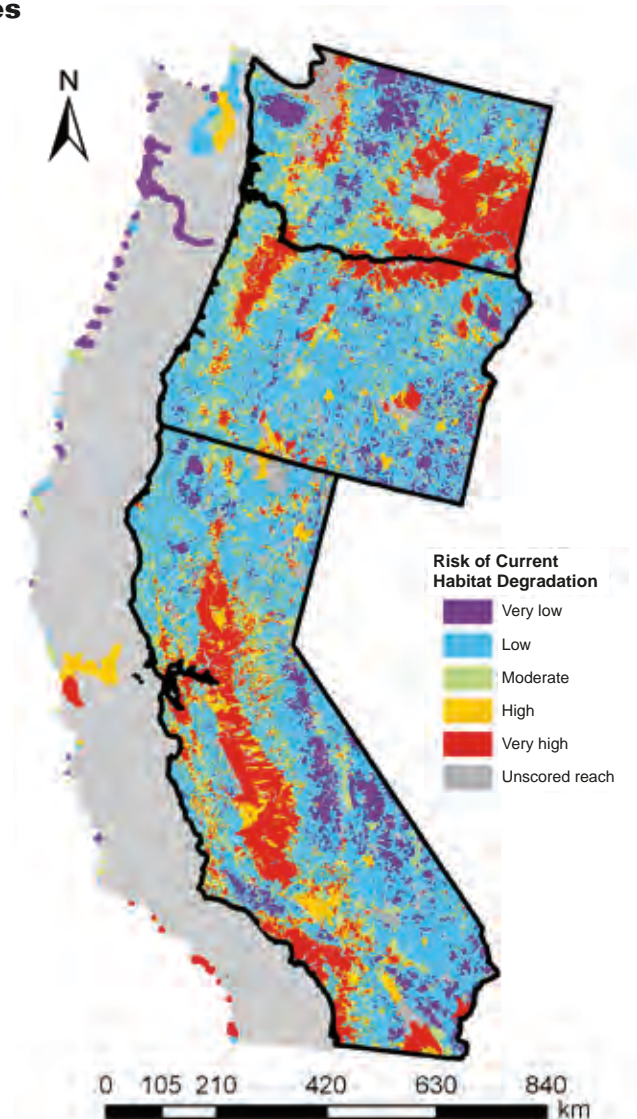 es
N
Risk of Current
Habitat Degradation
Very low
Low
Moderate
High
Very high
Unscored reach
0 105 210 420 630 840
km